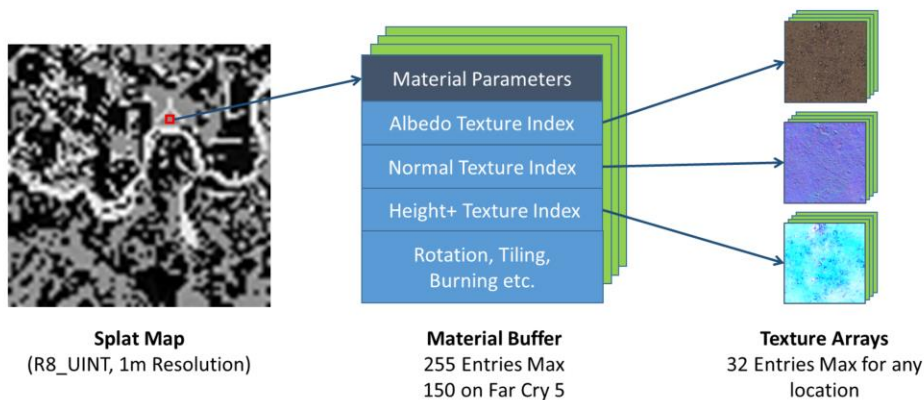 Material Parameters
Albedo Texture Index
Normal Texture Index
Height+ Texture Index
Rotation, Tiling,
Burning etc.
Splat Map
(R8_UINT, 1m Resolution)
Material Buffer
255 Entries Max
150 on Far Cry 5
Texture Arrays
32 Entries Max for any
location